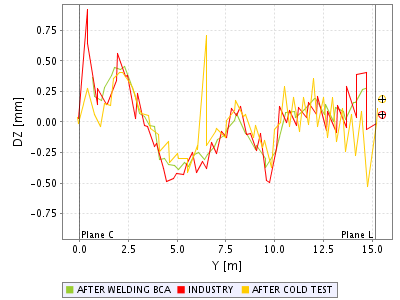 0.75
0.50
0.25
0.00
-0.25
-0.50
-0.75
DZ [mm]
Plane C
Plane L
0.0 2.5 5.0 7.5 10.0 12.5 15.0
Y [m]
AFTER WELDING BCA INDUSTRY AFTER COLD TEST